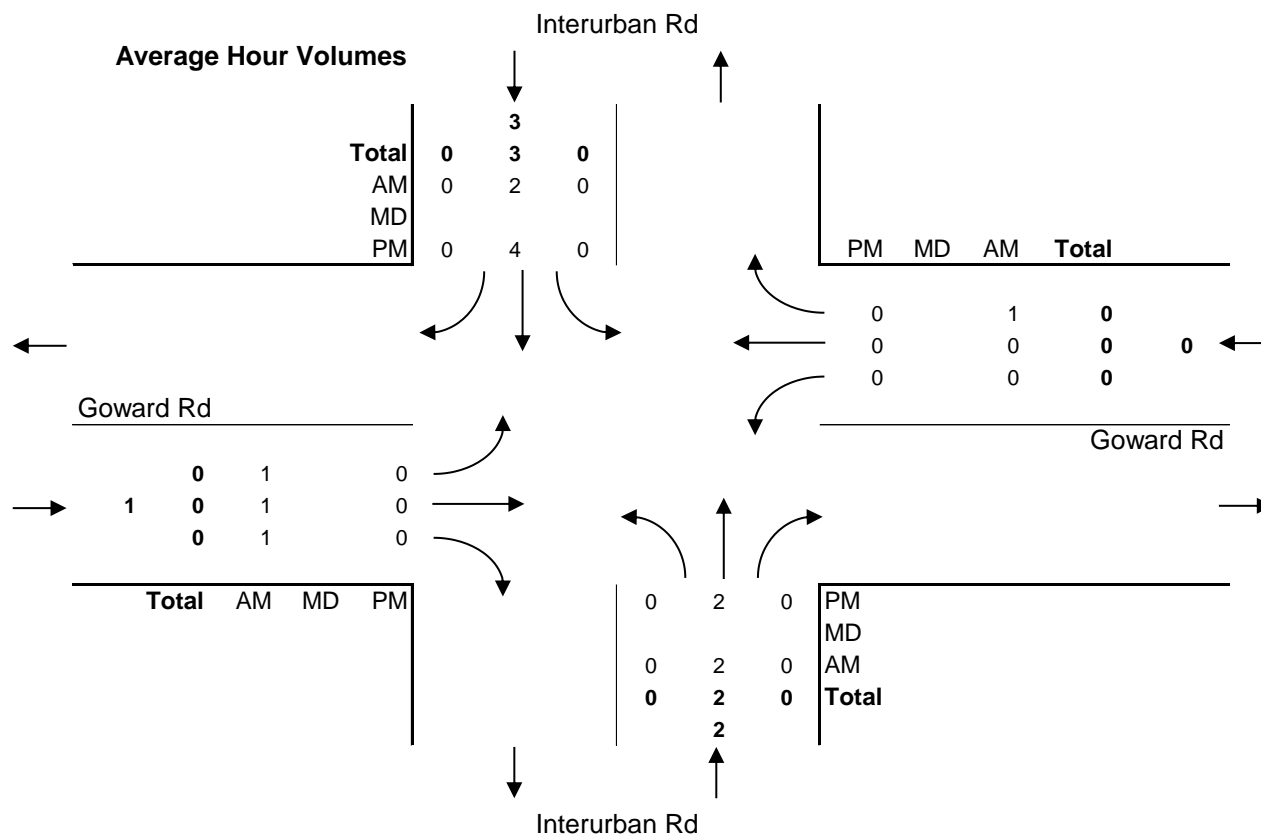 Interurban Rd
Average Hour Volumes
3
Total 0 3 0
AM 0 2 0
MD
PM 0 4 0
PM MD AM Total
0 1 0
0 0 0 0
0 0 0
Goward Rd
Goward Rd
0 1 0
1 0 1 0
0 1 0
Total AM MD PM
0 2 0 PM
MD
0 2 0 AM
0 2 0 Total
2
Interurban Rd